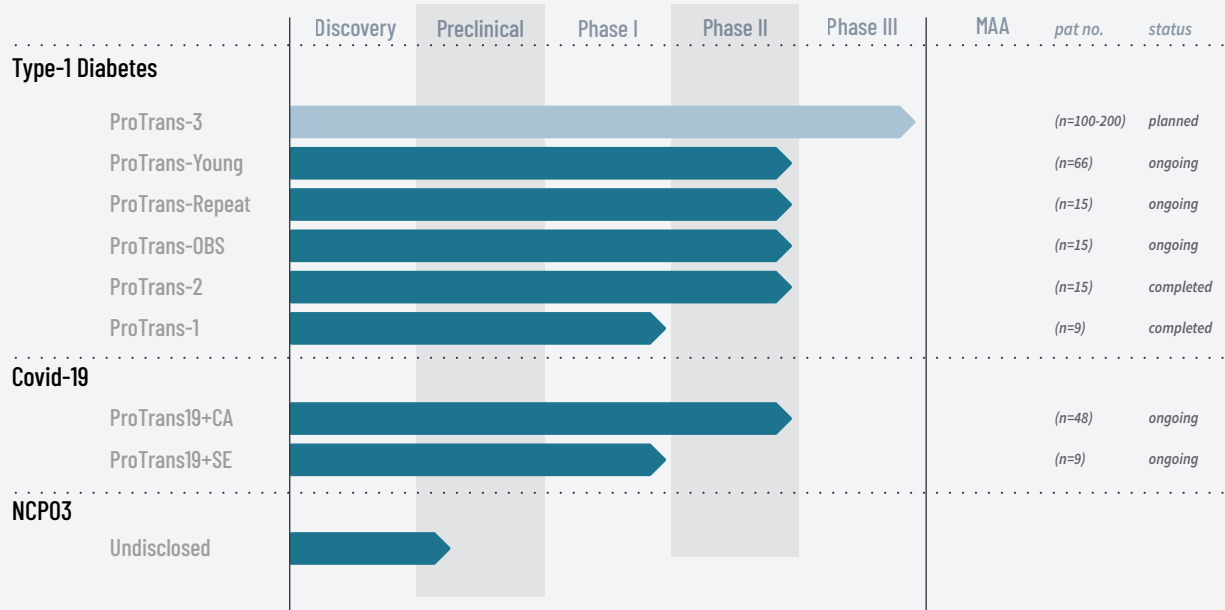 Discovery Preclinical Phase I Phase II Phase III MAA pat no. status
Type-1 Diabetes
ProTrans-3 (n=100-200) planned
ProTrans-Young (n=66) ongoing
ProTrans-Repeat (n=15) ongoing
ProTrans-OBS (n=15) ongoing
ProTrans-2 (n=15) completed
ProTrans-1 (n=9) completed
Covid-19
ProTrans19+CA (n=48) ongoing
ProTrans19+SE (n=9) ongoing
NCP03
Undisclosed